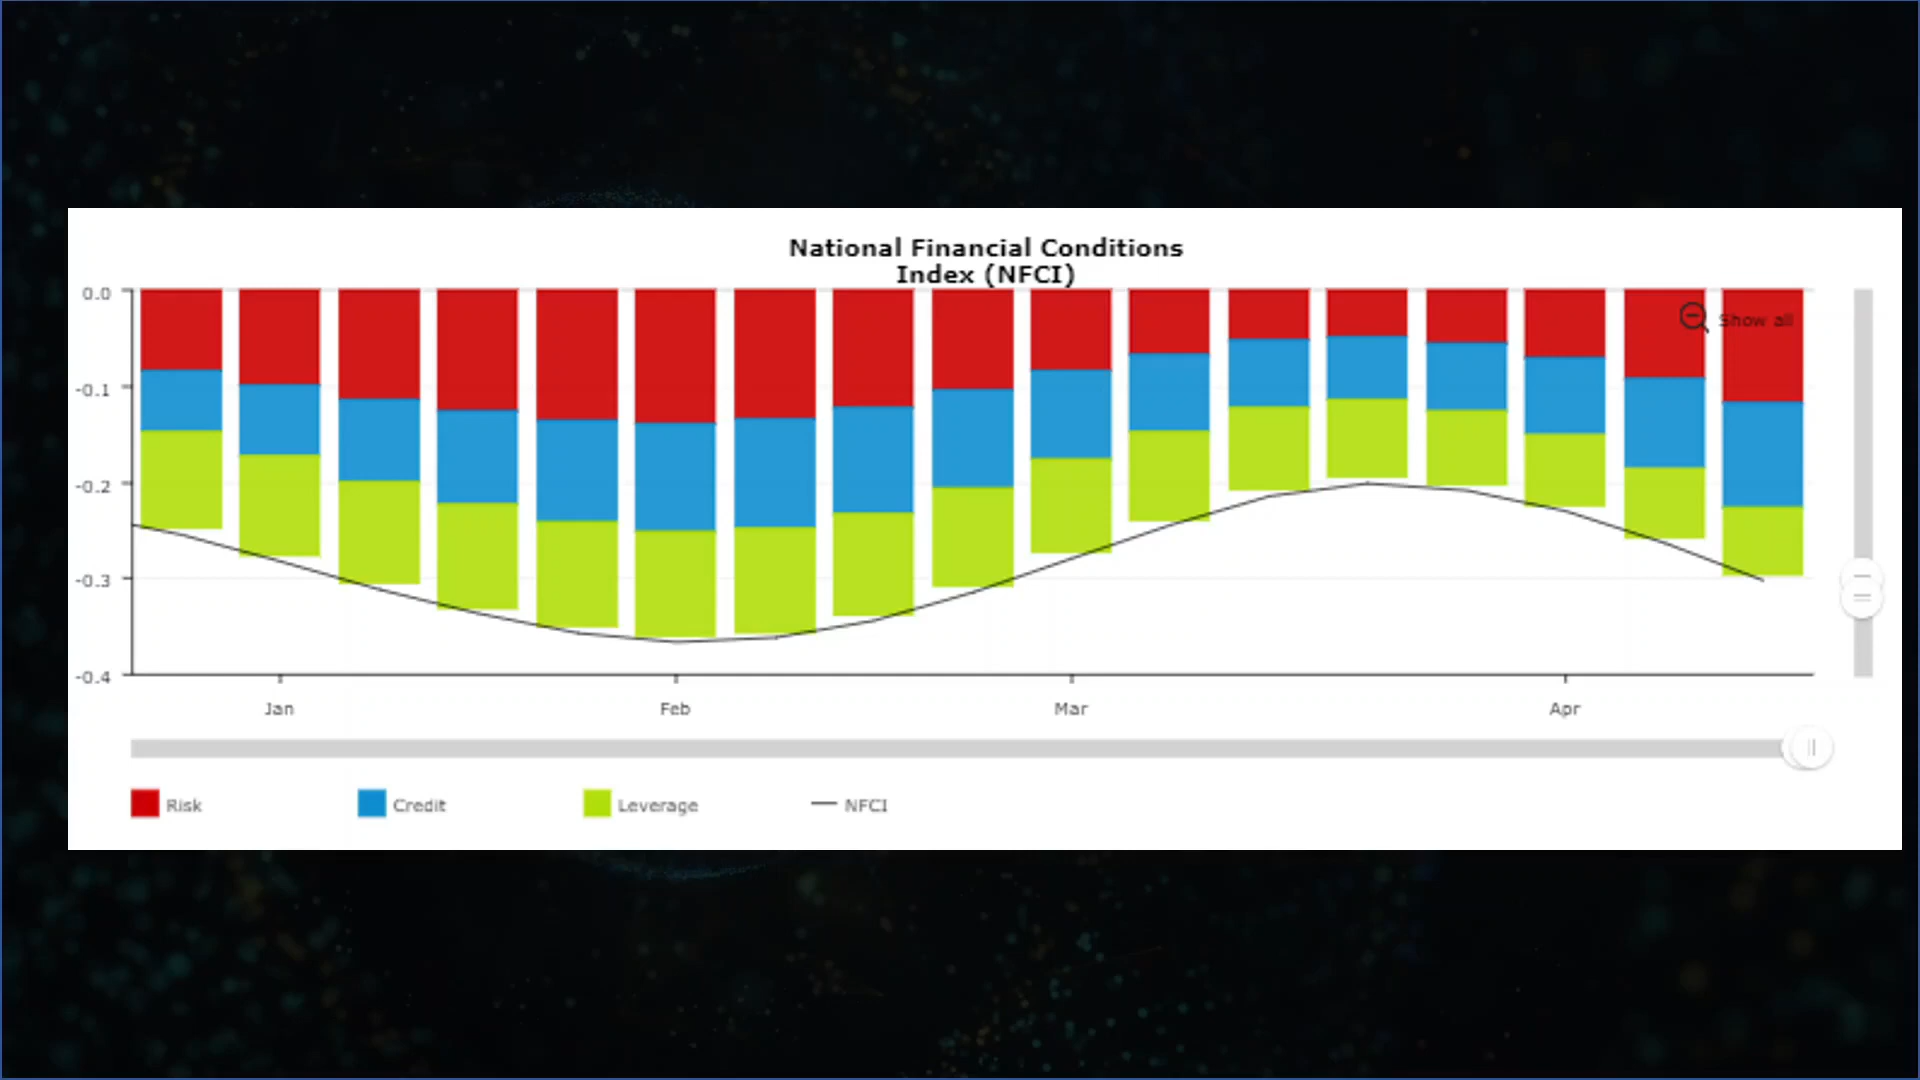 National Financial Conditions
Index (NFCI)
0.0
-0.1
-0.2
-0.3
-0.4
Show all
Jan Feb Mar Apr
Risk Credit Leverage NFCI